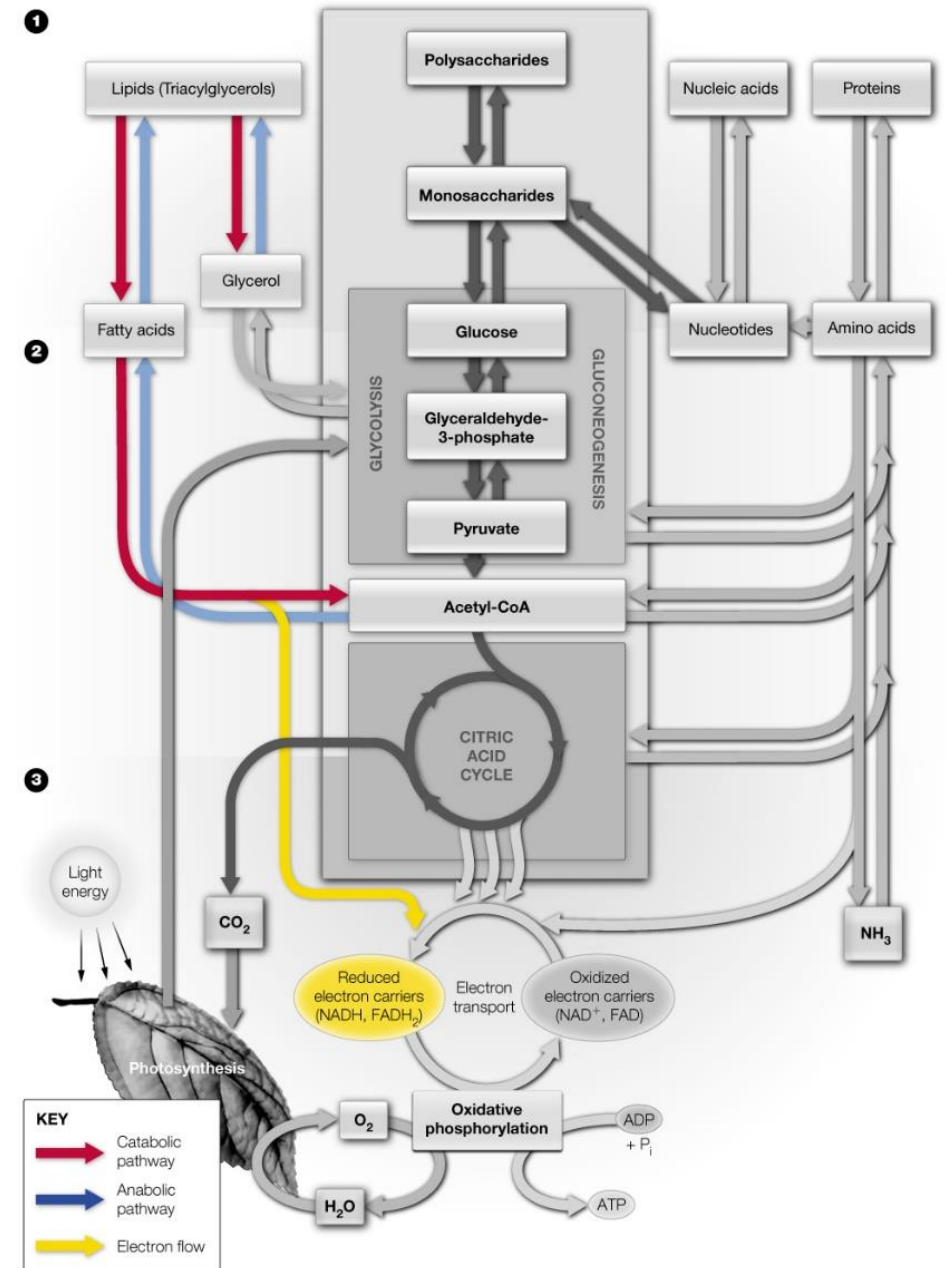 1
Polysaccharides
Lipids (Triacylglycerols)
Nucleic acids
Proteins
Monosaccharides
Glycerol
Fatty acids
Glucose
Nucleotides
Amino acids
2
GLYCOLYSIS
GLUCONEOGENESIS
Glyceraldehyde-
3-phosphate
Pyruvate
Acetyl-CoA
CITRIC
ACID
CYCLE
3
Light
energy
CO₂
NH₃
Reduced
electron carriers
(NADH, FADH₂)
Electron
transport
Oxidized
electron carriers
(NAD⁺, FAD)
Photosynthesis
Oxidative
phosphorylation
O₂
ADP
+ Pᵢ
H₂O
ATP
KEY
Catabolic
pathway
Anabolic
pathway
Electron flow